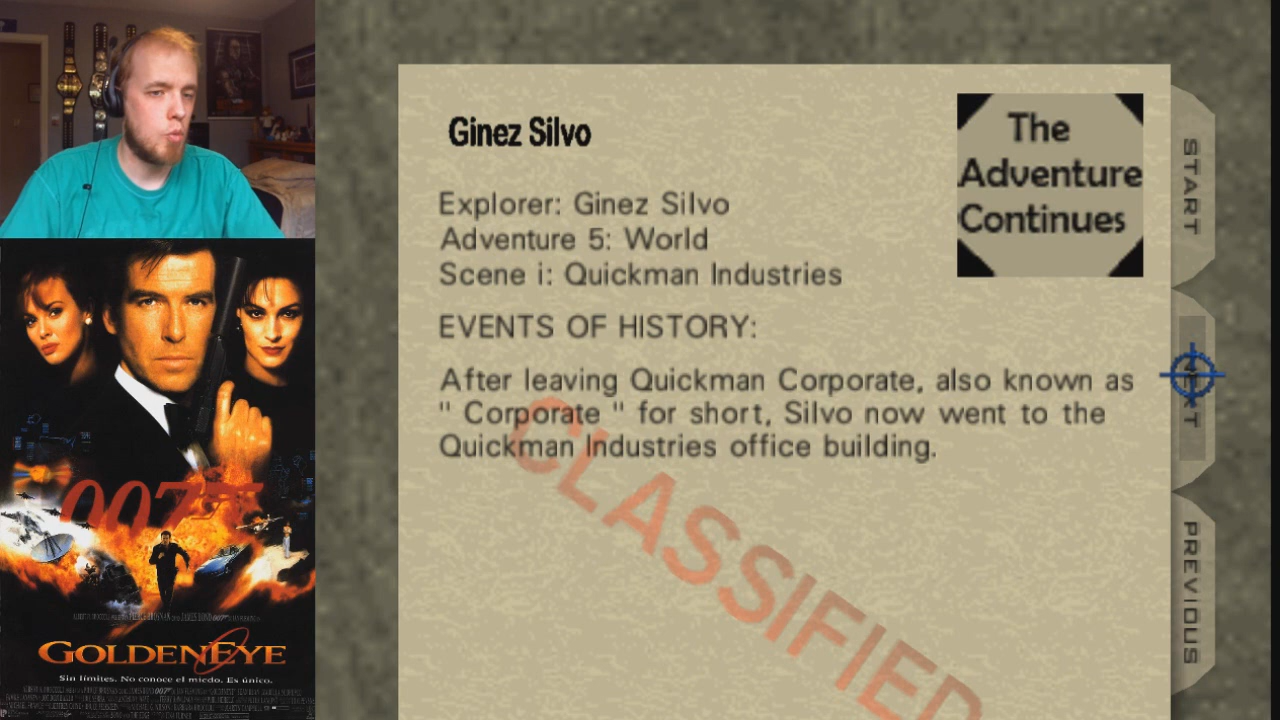 Ginez Silvo
The
Adventure
Continues
Explorer: Ginez Silvo
Adventure 5: World
Scene i: Quickman Industries
EVENTS OF HISTORY:
After leaving Quickman Corporate, also known as
" Corporate " for short, Silvo now went to the
Quickman Industries office building.
CLASSIFIED
START
NEXT
PREVIOUS
007
GOLDENEYE
Sin límites. No conoce el miedo. Es único.